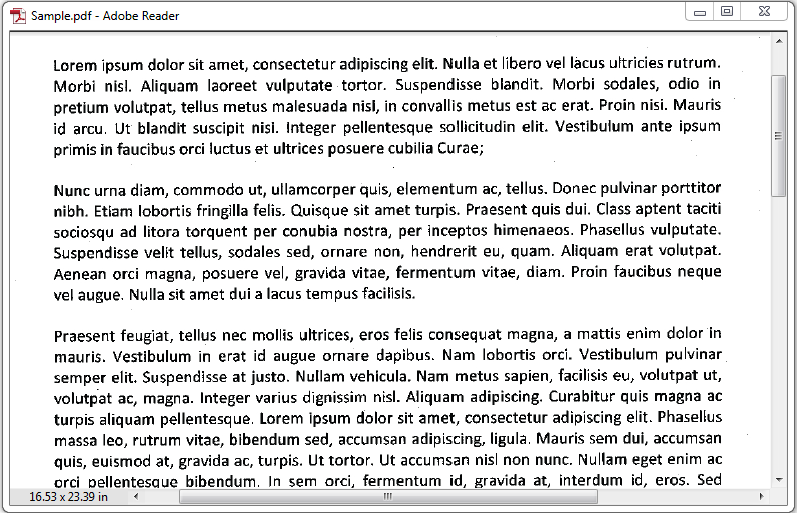 Sample.pdf - Adobe Reader
Lorem ipsum dolor sit amet, consectetur adipiscing elit. Nulla et libero vel lacus ultricies rutrum.
Morbi nisl. Aliquam laoreet vulputate tortor. Suspendisse blandit. Morbi sodales, odio in
pretium volutpat, tellus metus malesuada nisl, in convallis metus est ac erat. Proin nisi. Mauris
id arcu. Ut blandit suscipit nisi. Integer pellentesque sollicitudin elit. Vestibulum ante ipsum
primis in faucibus orci luctus et ultrices posuere cubilia Curae;
Nunc urna diam, commodo ut, ullamcorper quis, elementum ac, tellus. Donec pulvinar porttitor
nibh. Etiam lobortis fringilla felis. Quisque sit amet turpis. Praesent quis dui. Class aptent taciti
sociosqu ad litora torquent per conubia nostra, per inceptos himenaeos. Phasellus vulputate.
Suspendisse velit tellus, sodales sed, ornare non, hendrerit eu, quam. Aliquam erat volutpat.
Aenean orci magna, posuere vel, gravida vitae, fermentum vitae, diam. Proin faucibus neque
vel augue. Nulla sit amet dui a lacus tempus facilisis.
Praesent feugiat, tellus nec mollis ultrices, eros felis consequat magna, a mattis enim dolor in
mauris. Vestibulum in erat id augue ornare dapibus. Nam lobortis orci. Vestibulum pulvinar
semper elit. Suspendisse at justo. Nullam vehicula. Nam metus sapien, facilisis eu, volutpat ut,
volutpat ac, magna. Integer varius dignissim nisl. Aliquam adipiscing. Curabitur quis magna ac
turpis aliquam pellentesque. Lorem ipsum dolor sit amet, consectetur adipiscing elit. Phasellus
massa leo, rutrum vitae, bibendum sed, accumsan adipiscing, ligula. Mauris sem dui, accumsan
quis, euismod at, gravida ac, turpis. Ut tortor. Ut accumsan nisl non nunc. Nullam eget enim ac
orci pellentesque bibendum. In sem orci, fermentum id, gravida at, interdum id, eros. Sed
16.53 x 23.39 in